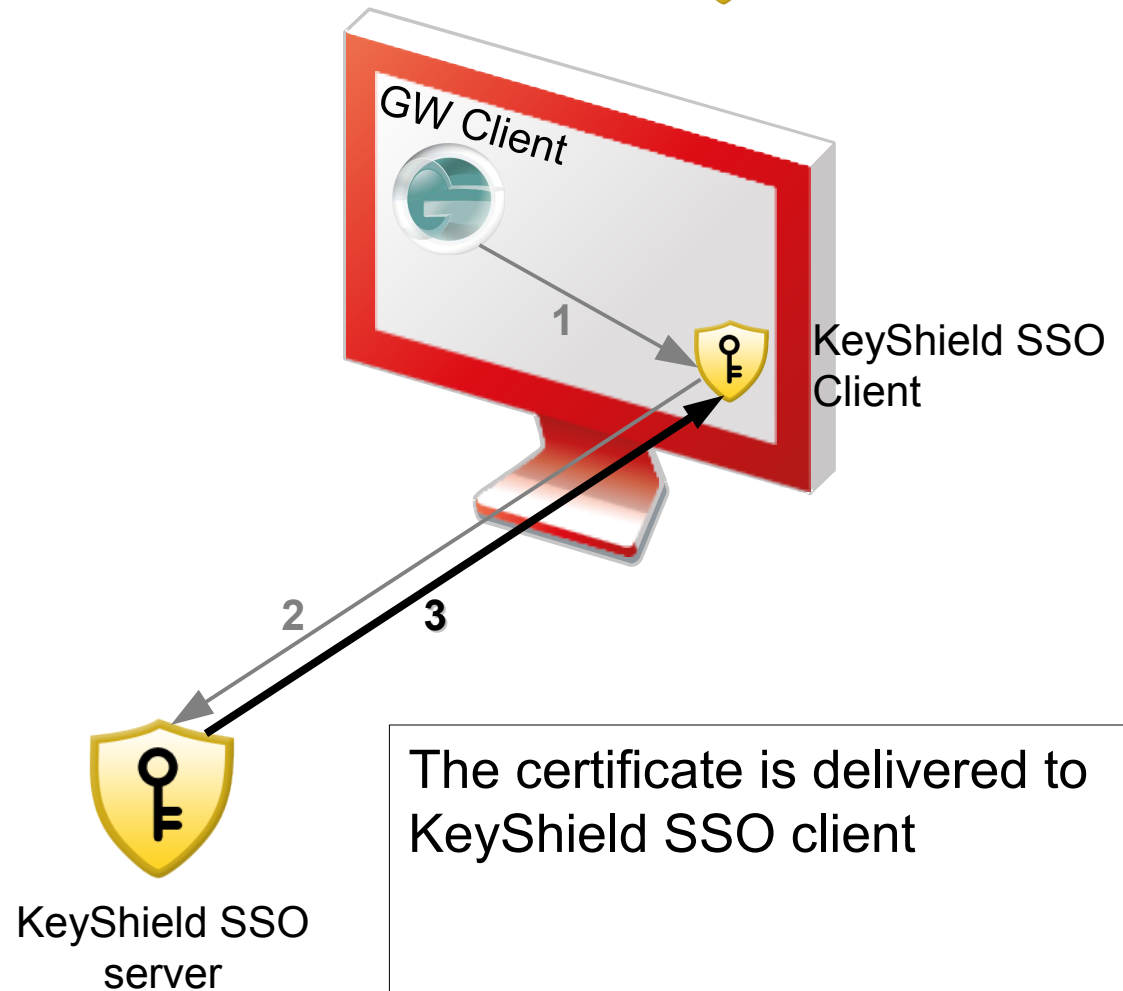 GW Client
1
KeyShield SSO
Client
2
3
The certificate is delivered to
KeyShield SSO client
KeyShield SSO
server